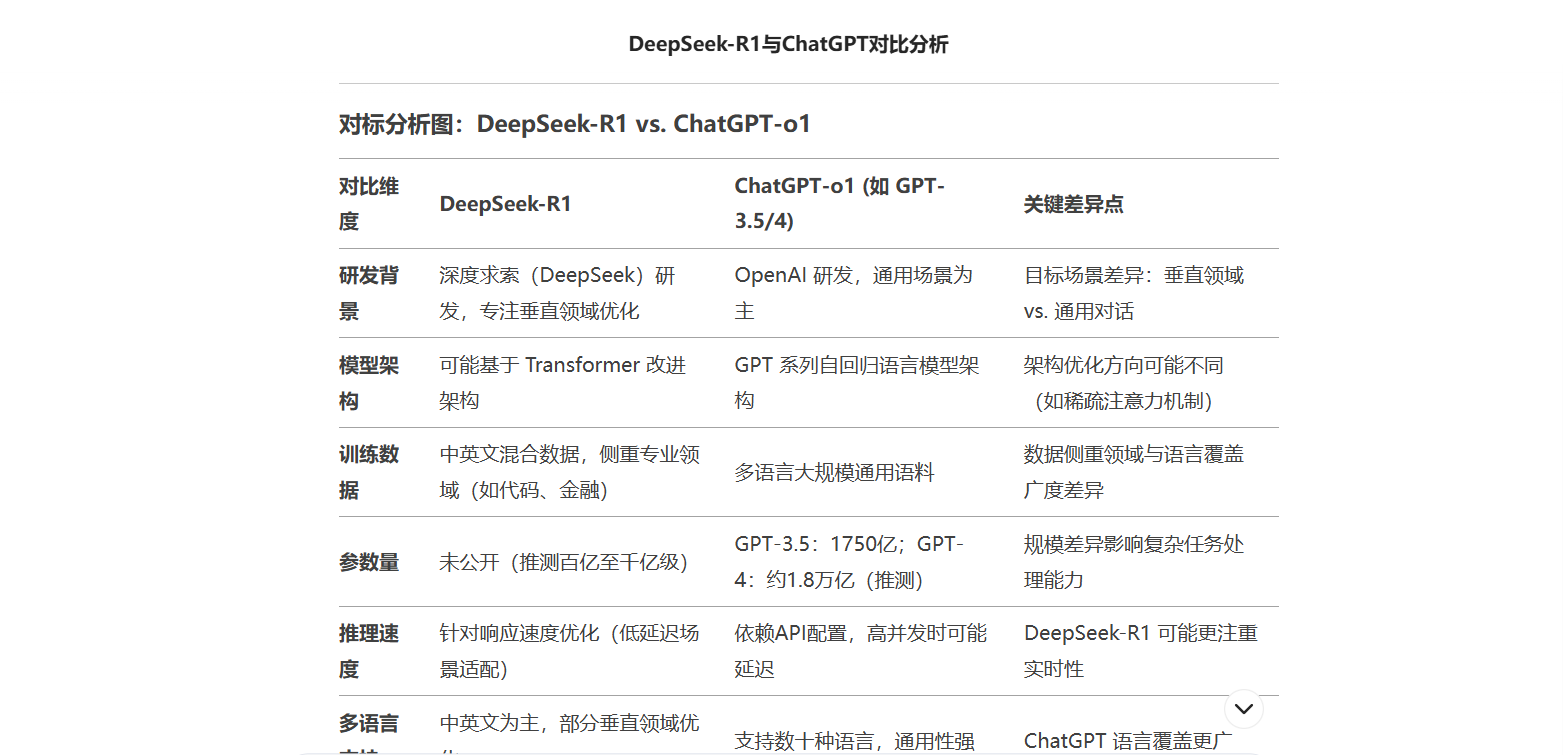 DeepSeek-R1与ChatGPT对比分析
对标分析图：DeepSeek-R1 vs. ChatGPT-o1
对比维
度
DeepSeek-R1
ChatGPT-o1 (如 GPT-
3.5/4)
关键差异点
研发背
景
深度求索（DeepSeek）研
发，专注垂直领域优化
OpenAI 研发，通用场景为
主
目标场景差异：垂直领域
vs. 通用对话
模型架
构
可能基于 Transformer 改进
架构
GPT 系列自回归语言模型架
构
架构优化方向可能不同
（如稀疏注意力机制）
训练数
据
中英文混合数据，侧重专业领
域（如代码、金融）
多语言大规模通用语料
数据侧重领域与语言覆盖
广度差异
参数量
未公开（推测百亿至千亿级）
GPT-3.5：1750亿；GPT-
4：约1.8万亿（推测）
规模差异影响复杂任务处
理能力
推理速
度
针对响应速度优化（低延迟场
景适配）
依赖API配置，高并发时可能
延迟
DeepSeek-R1 可能更注重
实时性
多语言
中英文为主，部分垂直领域优
支持数十种语言，通用性强
ChatGPT 语言覆盖更广